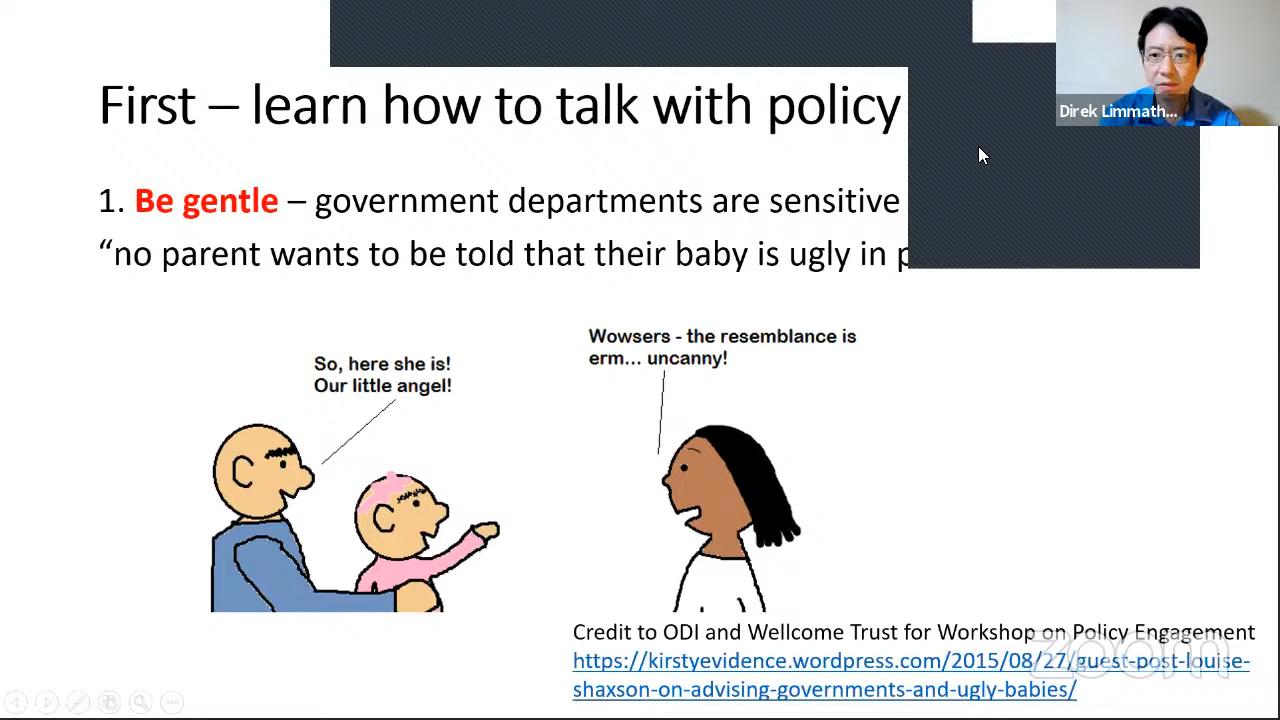 First – learn how to talk with policy
Direk Limmath...
1. Be gentle – government departments are sensitive
“no parent wants to be told that their baby is ugly in p
So, here she is!
Our little angel!
Wowsers - the resemblance is
erm... uncanny!
Credit to ODI and Wellcome Trust for Workshop on Policy Engagement
https://kirstyevidence.wordpress.com/2015/08/27/guest-post-louise-
shaxson-on-advising-governments-and-ugly-babies/
zoom